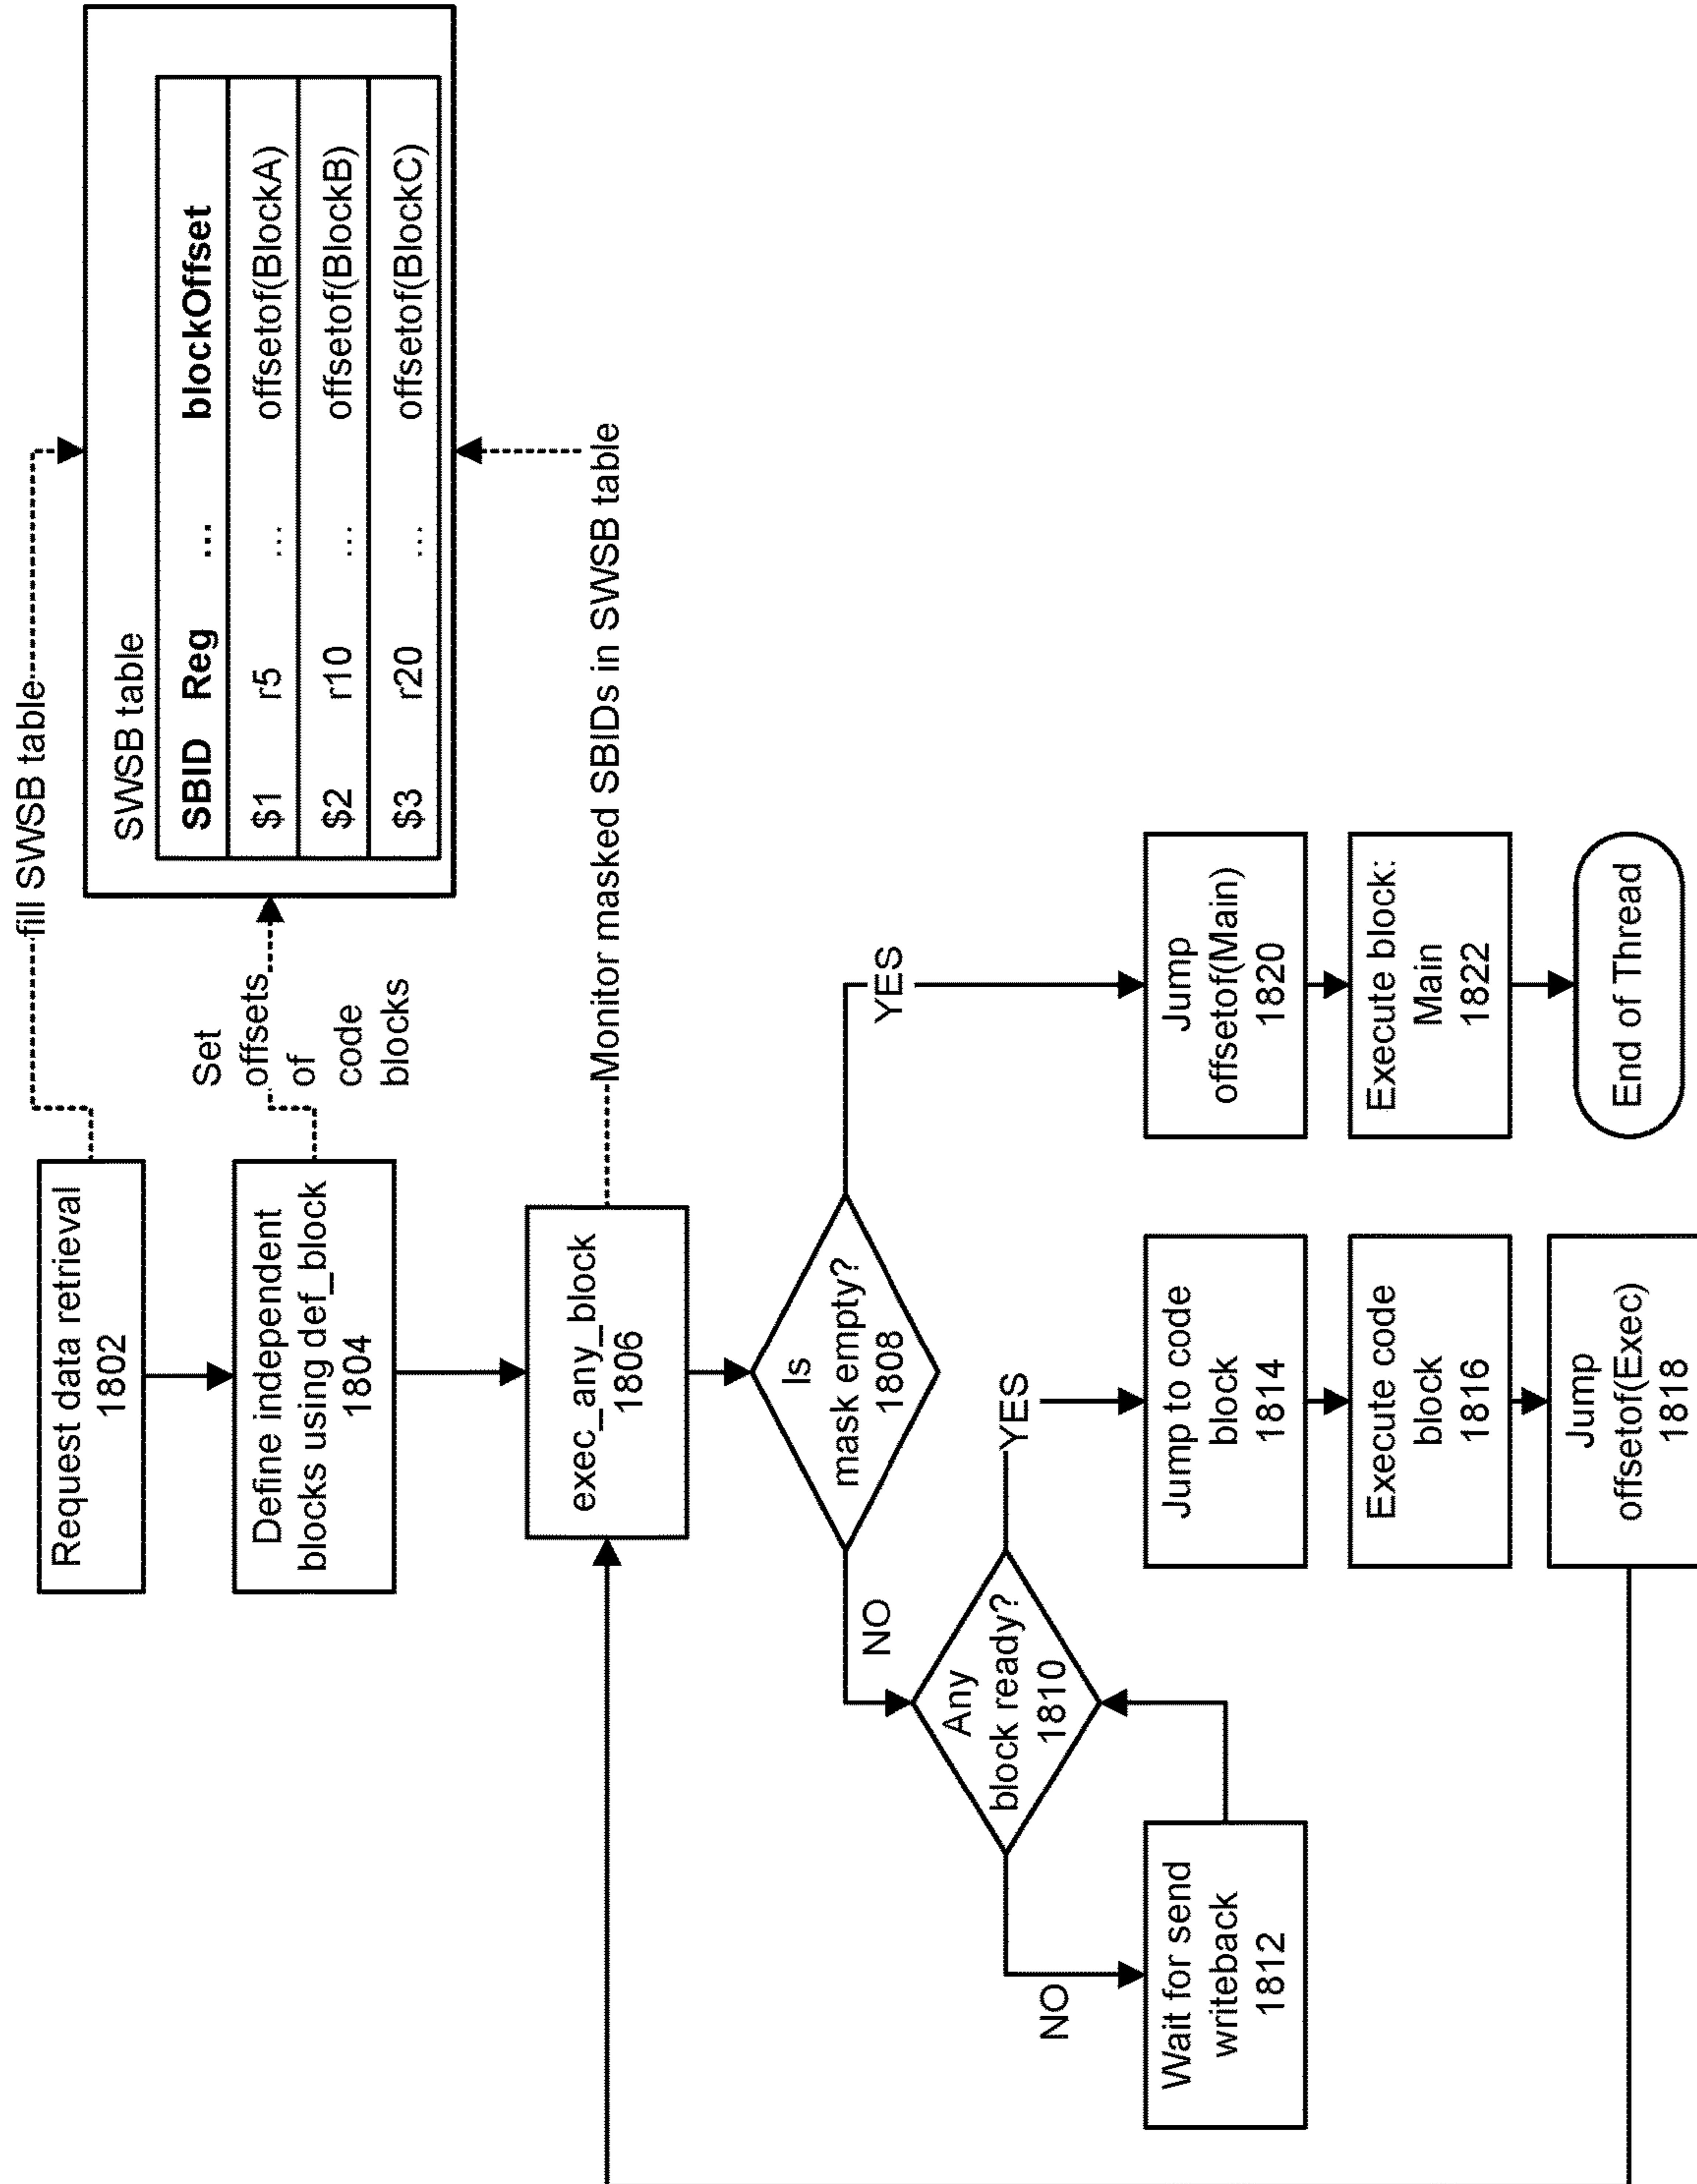 Request data retrieval
1802
fill SWSB table
Define independent
blocks using def_block
1804
Set
offsets
of
code
blocks
SWSB table
SBID Reg ... blockOffset
$1 r5 ... offsetof(BlockA)
$2 r10 ... offsetof(BlockB)
$3 r20 ... offsetof(BlockC)
exec_any_block
1806
Monitor masked SBIDs in SWSB table
Is
mask empty?
1808
NO
YES
Any
block ready?
1810
NO
YES
Wait for send
writeback
1812
Jump to code
block
1814
Execute code
block
1816
Jump
offsetof(Exec)
1818
Jump
offsetof(Main)
1820
Execute block:
Main
1822
End of Thread